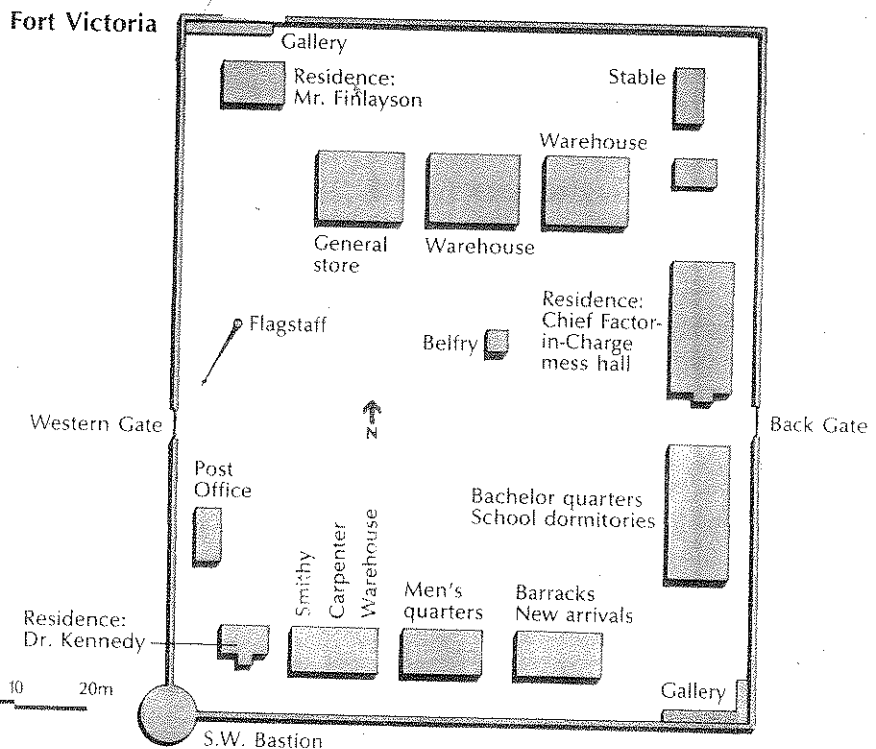 Fort Victoria
Gallery
Residence:
Mr. Finlayson
Stable
Warehouse
General
store
Warehouse
Flagstaff
Belfry
Residence:
Chief Factor-
in-Charge
mess hall
Western Gate
N
Back Gate
Post
Office
Bachelor quarters
School dormitories
Smithy
Carpenter
Warehouse
Men's
quarters
Barracks
New arrivals
Residence:
Dr. Kennedy
10 20m
Gallery
S.W. Bastion